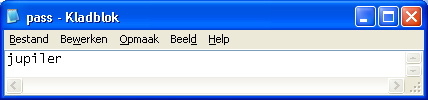 pass - Kladblok
Bestand Bewerken Opmaak Beeld Help
jupiler